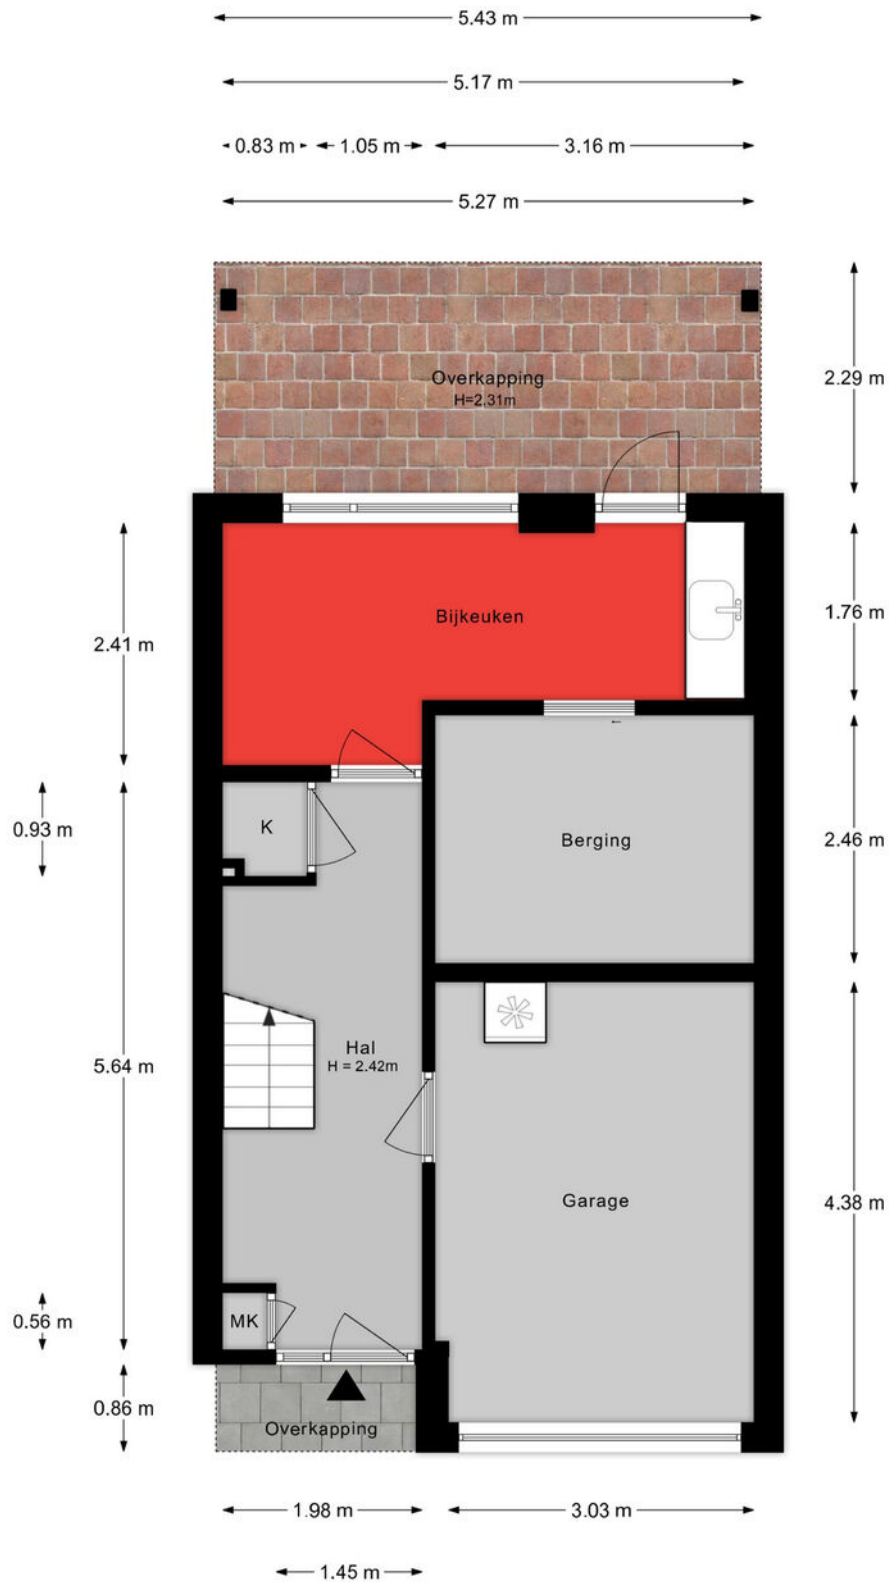 5.43 m
5.17 m
0.83 m
1.05 m
3.16 m
5.27 m
Overkapping
H=2.31m
2.29 m
Bijkeuken
1.76 m
2.41 m
K
0.93 m
Berging
2.46 m
Hal
H = 2.42m
5.64 m
Garage
4.38 m
MK
0.56 m
0.86 m
Overkapping
1.98 m
3.03 m
1.45 m